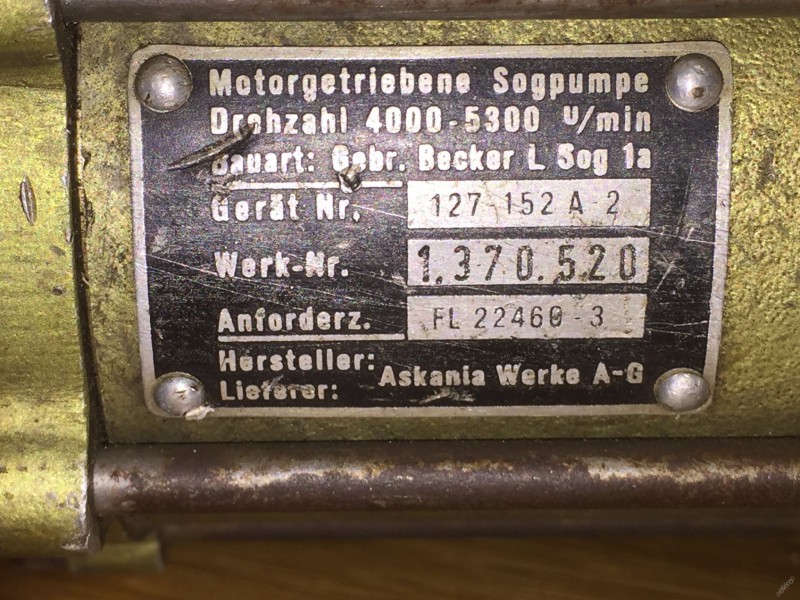 Motorgetriebene Sogpumpe
Drehzahl 4000-5300 U/min
Bauart: Gebr. Becker L Sog 1a
Gerät Nr. 127-152 A-2
Werk-Nr. 1.370.520
Anforderz. FL 22460-3
Hersteller:
Lieferer: Askania Werke A-G